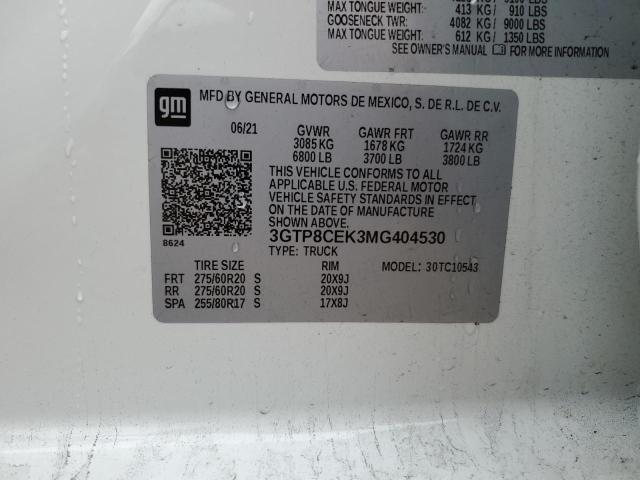 MAX TONGUE WEIGHT: 413 KG/ 910 LBS
GOOSENECK TWR: 4082 KG/ 9000 LBS
MAX TONGUE WEIGHT: 612 KG/ 1350 LBS
SEE OWNER'S MANUAL FOR MORE INFORMATION
gm MFD BY GENERAL MOTORS DE MEXICO, S. DE R.L. DE C.V.
06/21 GVWR GAWR FRT GAWR RR
3085 KG 1678 KG 1724 KG
6800 LB 3700 LB 3800 LB
THIS VEHICLE CONFORMS TO ALL
APPLICABLE U.S. FEDERAL MOTOR
VEHICLE SAFETY STANDARDS IN EFFECT
ON THE DATE OF MANUFACTURE
SHOWN ABOVE.
8624 3GTP8CEK3MG404530
TYPE: TRUCK
TIRE SIZE RIM MODEL: 30TC10543
FRT 275/60R20 S 20X9J
RR 275/60R20 S 20X9J
SPA 255/80R17 S 17X8J